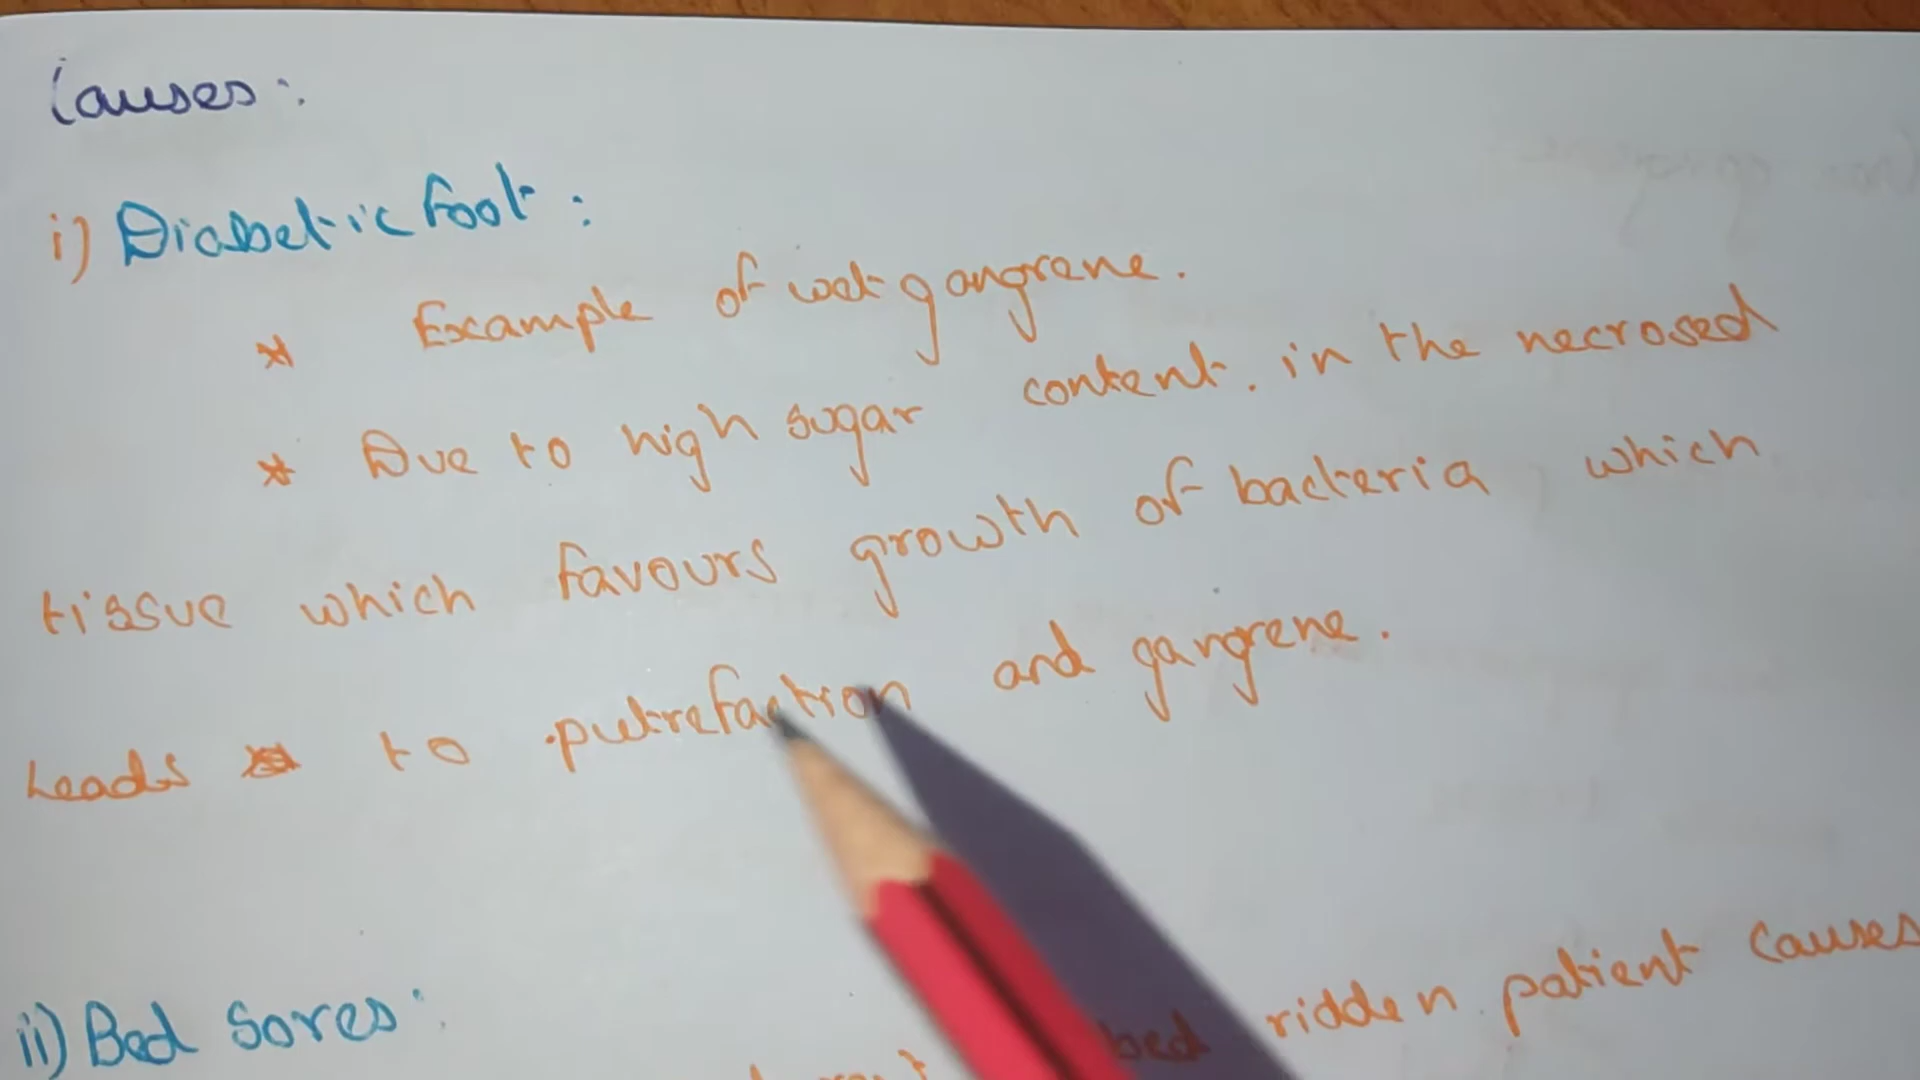 Causes:
i) Diabetic foot:
* Example of wet gangrene.
* Due to high sugar content. in the necrosed
tissue which favours growth of bacteria which
Leads to putrefaction and gangrene.
ii) Bed Sores:
bed ridden patient causes